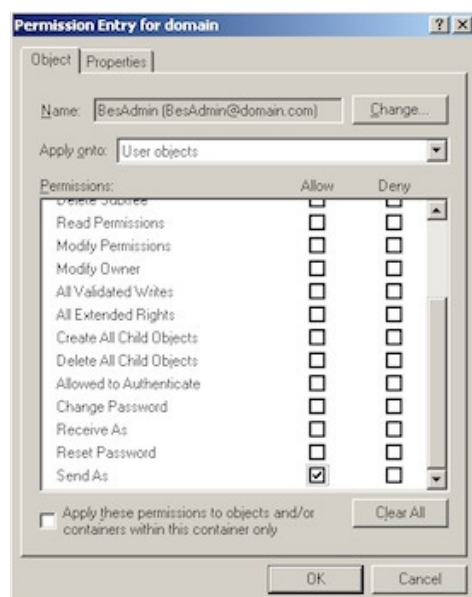 Permission Entry for domain
Object Properties
Name: BesAdmin (BesAdmin@domain.com) Change...
Apply onto: User objects
Permissions: Allow Deny
Delete Subtree
Read Permissions
Modify Permissions
Modify Owner
All Validated Writes
All Extended Rights
Create All Child Objects
Delete All Child Objects
Allowed to Authenticate
Change Password
Receive As
Reset Password
Send As
Apply these permissions to objects and/or
containers within this container only
Clear All
OK Cancel